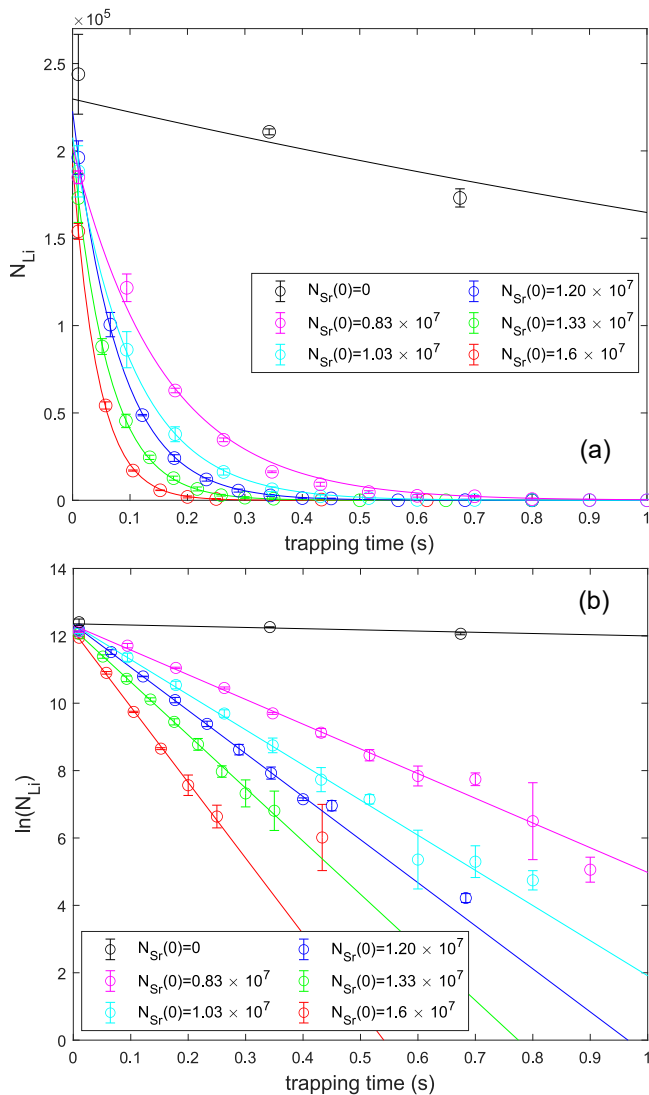 ×10⁵
2.5
2
1.5
1
0.5
0
N_Li
N_Sr(0)=0
N_Sr(0)=0.83 × 10⁷
N_Sr(0)=1.03 × 10⁷
N_Sr(0)=1.20 × 10⁷
N_Sr(0)=1.33 × 10⁷
N_Sr(0)=1.6 × 10⁷
(a)
0 0.1 0.2 0.3 0.4 0.5 0.6 0.7 0.8 0.9 1
trapping time (s)
14
12
10
8
6
4
2
0
ln(N_Li)
(b)
N_Sr(0)=0
N_Sr(0)=0.83 × 10⁷
N_Sr(0)=1.03 × 10⁷
N_Sr(0)=1.20 × 10⁷
N_Sr(0)=1.33 × 10⁷
N_Sr(0)=1.6 × 10⁷
0 0.1 0.2 0.3 0.4 0.5 0.6 0.7 0.8 0.9 1
trapping time (s)